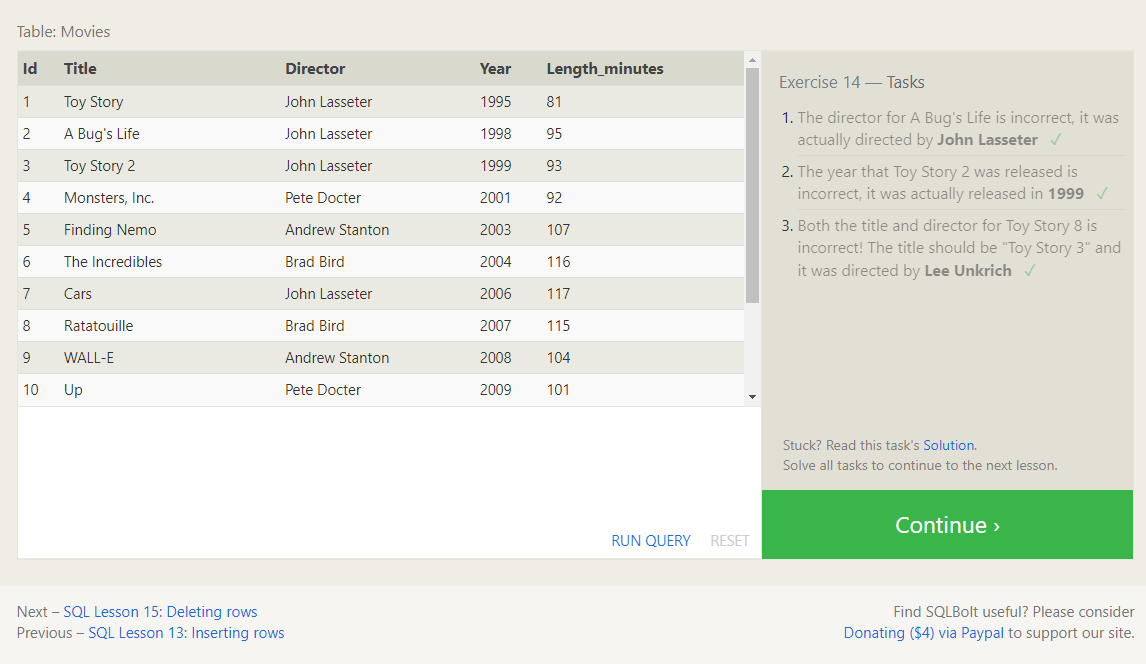 Table: Movies
Id Title Director Year Length_minutes
1 Toy Story John Lasseter 1995 81
2 A Bug's Life John Lasseter 1998 95
3 Toy Story 2 John Lasseter 1999 93
4 Monsters, Inc. Pete Docter 2001 92
5 Finding Nemo Andrew Stanton 2003 107
6 The Incredibles Brad Bird 2004 116
7 Cars John Lasseter 2006 117
8 Ratatouille Brad Bird 2007 115
9 WALL-E Andrew Stanton 2008 104
10 Up Pete Docter 2009 101
RUN QUERY RESET
Exercise 14 — Tasks
1. The director for A Bug's Life is incorrect, it was
actually directed by John Lasseter ✓
2. The year that Toy Story 2 was released is
incorrect, it was actually released in 1999 ✓
3. Both the title and director for Toy Story 8 is
incorrect! The title should be "Toy Story 3" and
it was directed by Lee Unkrich ✓
Stuck? Read this task's Solution.
Solve all tasks to continue to the next lesson.
Continue ›
Next – SQL Lesson 15: Deleting rows
Previous – SQL Lesson 13: Inserting rows
Find SQLBolt useful? Please consider
Donating ($4) via Paypal to support our site.